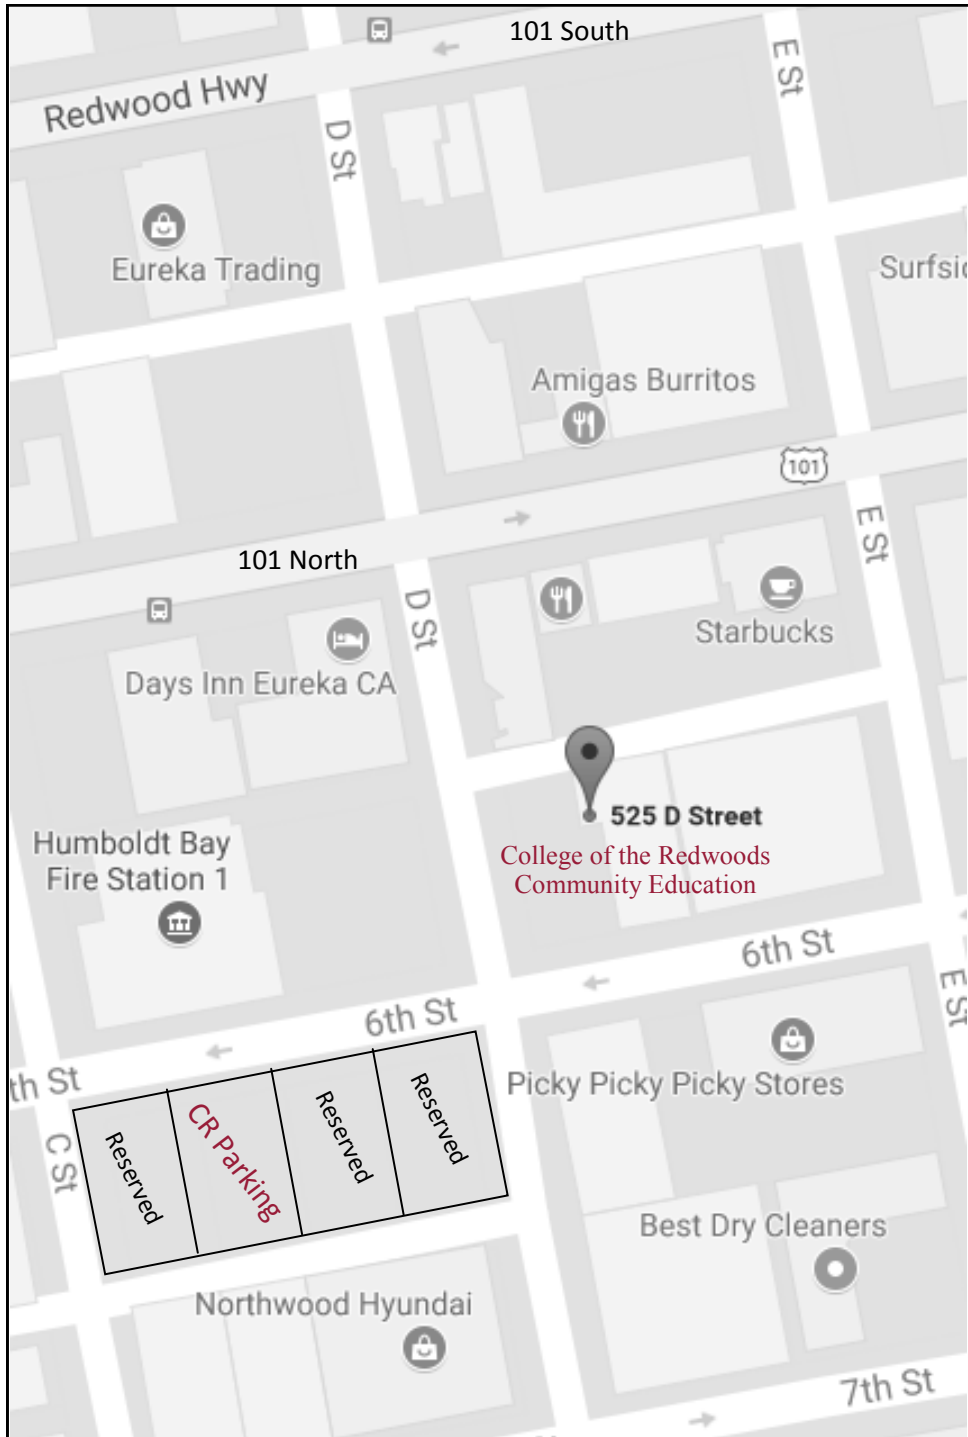 101 South
E St
Redwood Hwy
D St
Eureka Trading
Surfsid
Amigas Burritos
101
E St
101 North
D St
Starbucks
Days Inn Eureka CA
525 D Street
Humboldt Bay
Fire Station 1
College of the Redwoods
Community Education
6th St
E St
6th St
th St
Picky Picky Picky Stores
Reserved
CR Parking
Reserved
Reserved
C St
Best Dry Cleaners
Northwood Hyundai
7th St